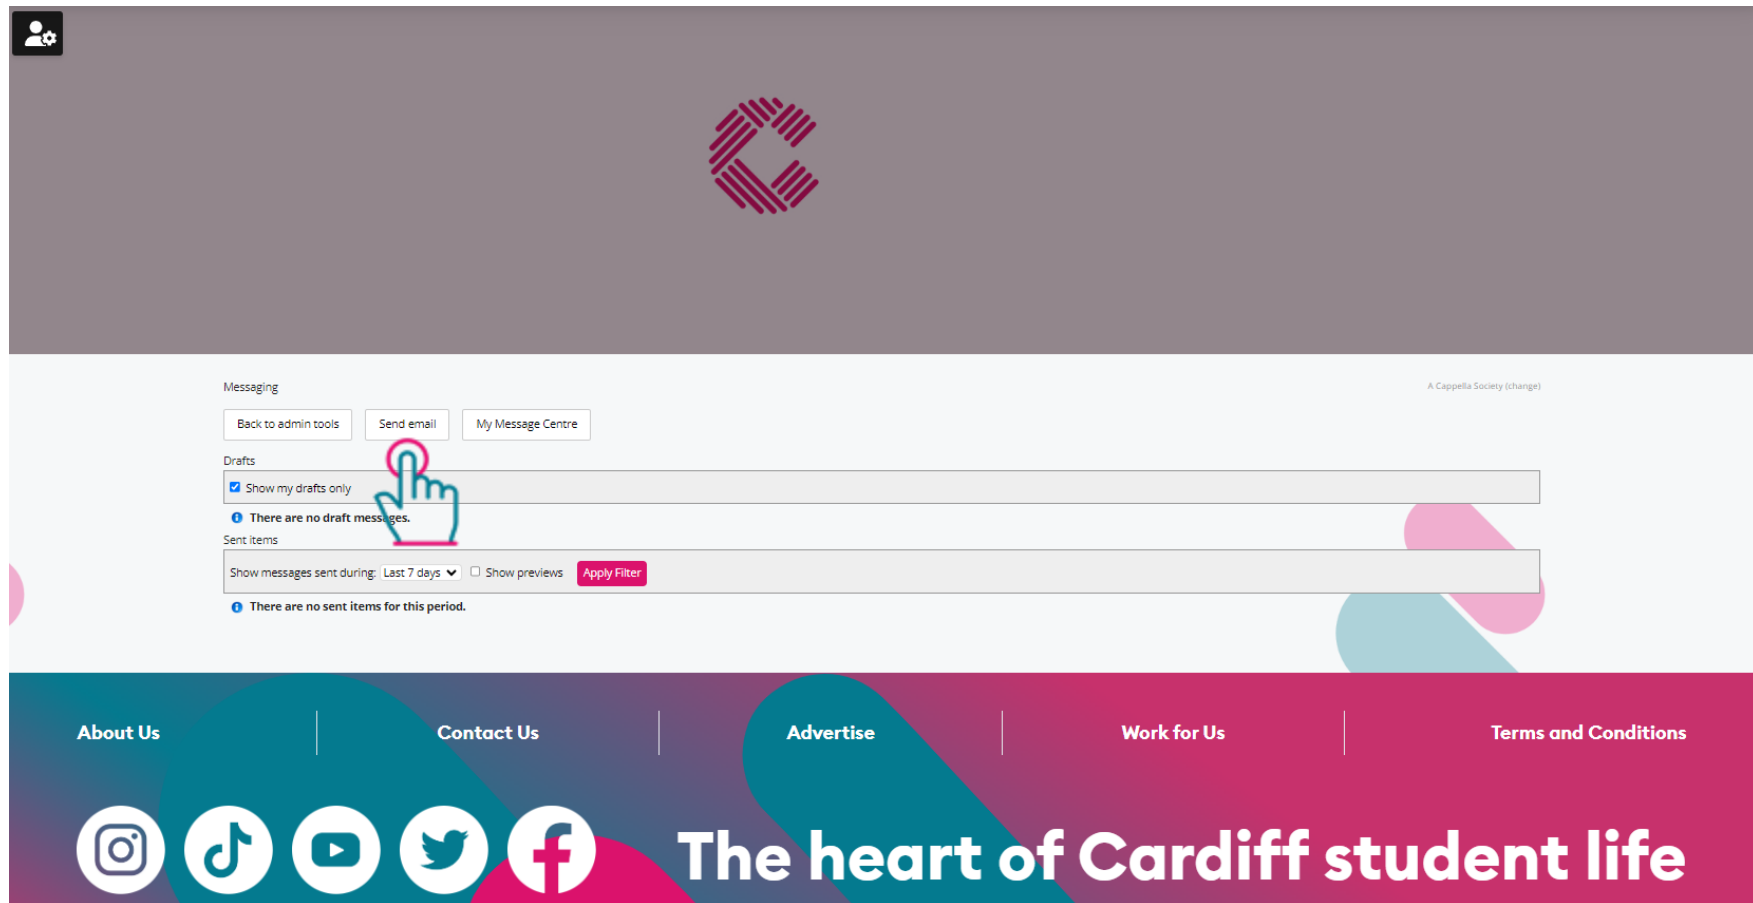 Messaging
A Cappella Society (change)
Back to admin tools
Send email
My Message Centre
Drafts
Show my drafts only
There are no draft messages.
Sent items
Show messages sent during: Last 7 days Show previews Apply Filter
There are no sent items for this period.
About Us
Contact Us
Advertise
Work for Us
Terms and Conditions
The heart of Cardiff student life